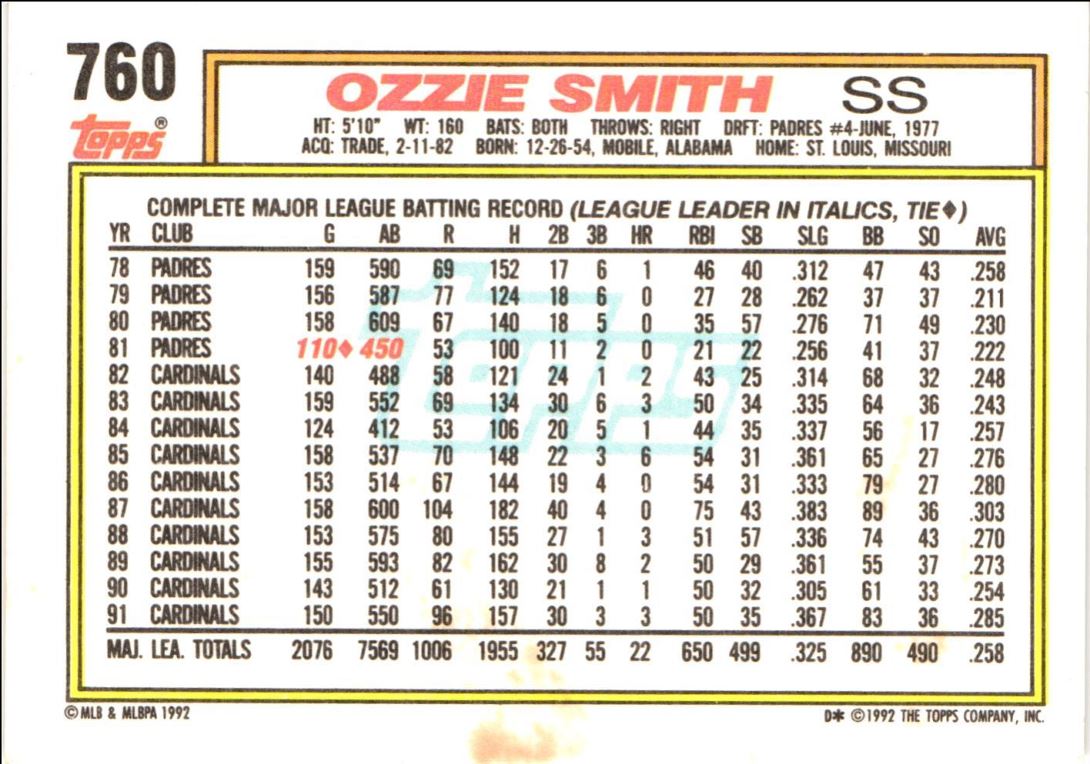 760
OZZIE SMITH SS
Topps®
HT: 5'10" WT: 160 BATS: BOTH THROWS: RIGHT DRFT: PADRES #4-JUNE, 1977
ACQ: TRADE, 2-11-82 BORN: 12-26-54, MOBILE, ALABAMA HOME: ST. LOUIS, MISSOURI
COMPLETE MAJOR LEAGUE BATTING RECORD (LEAGUE LEADER IN ITALICS, TIE♦)
YR CLUB G AB R H 2B 3B HR RBI SB SLG BB SO AVG
78 PADRES 159 590 69 152 17 6 1 46 40 .312 47 43 .258
79 PADRES 156 587 77 124 18 6 0 27 28 .262 37 37 .211
80 PADRES 158 609 67 140 18 5 0 35 57 .276 71 49 .230
81 PADRES 110♦ 450 53 100 11 2 0 21 22 .256 41 37 .222
82 CARDINALS 140 488 58 121 24 1 2 43 25 .314 68 32 .248
83 CARDINALS 159 552 69 134 30 6 3 50 34 .335 64 36 .243
84 CARDINALS 124 412 53 106 20 5 1 44 35 .337 56 17 .257
85 CARDINALS 158 537 70 148 22 3 6 54 31 .361 65 27 .276
86 CARDINALS 153 514 67 144 19 4 0 54 31 .333 79 27 .280
87 CARDINALS 158 600 104 182 40 4 0 75 43 .383 89 36 .303
88 CARDINALS 153 575 80 155 27 1 3 51 57 .336 74 43 .270
89 CARDINALS 155 593 82 162 30 8 2 50 29 .361 55 37 .273
90 CARDINALS 143 512 61 130 21 1 1 50 32 .305 61 33 .254
91 CARDINALS 150 550 96 157 30 3 3 50 35 .367 83 36 .285
MAJ. LEA. TOTALS 2076 7569 1006 1955 327 55 22 650 499 .325 890 490 .258
Topps
© MLB & MLBPA 1992
D* ©1992 THE TOPPS COMPANY, INC.